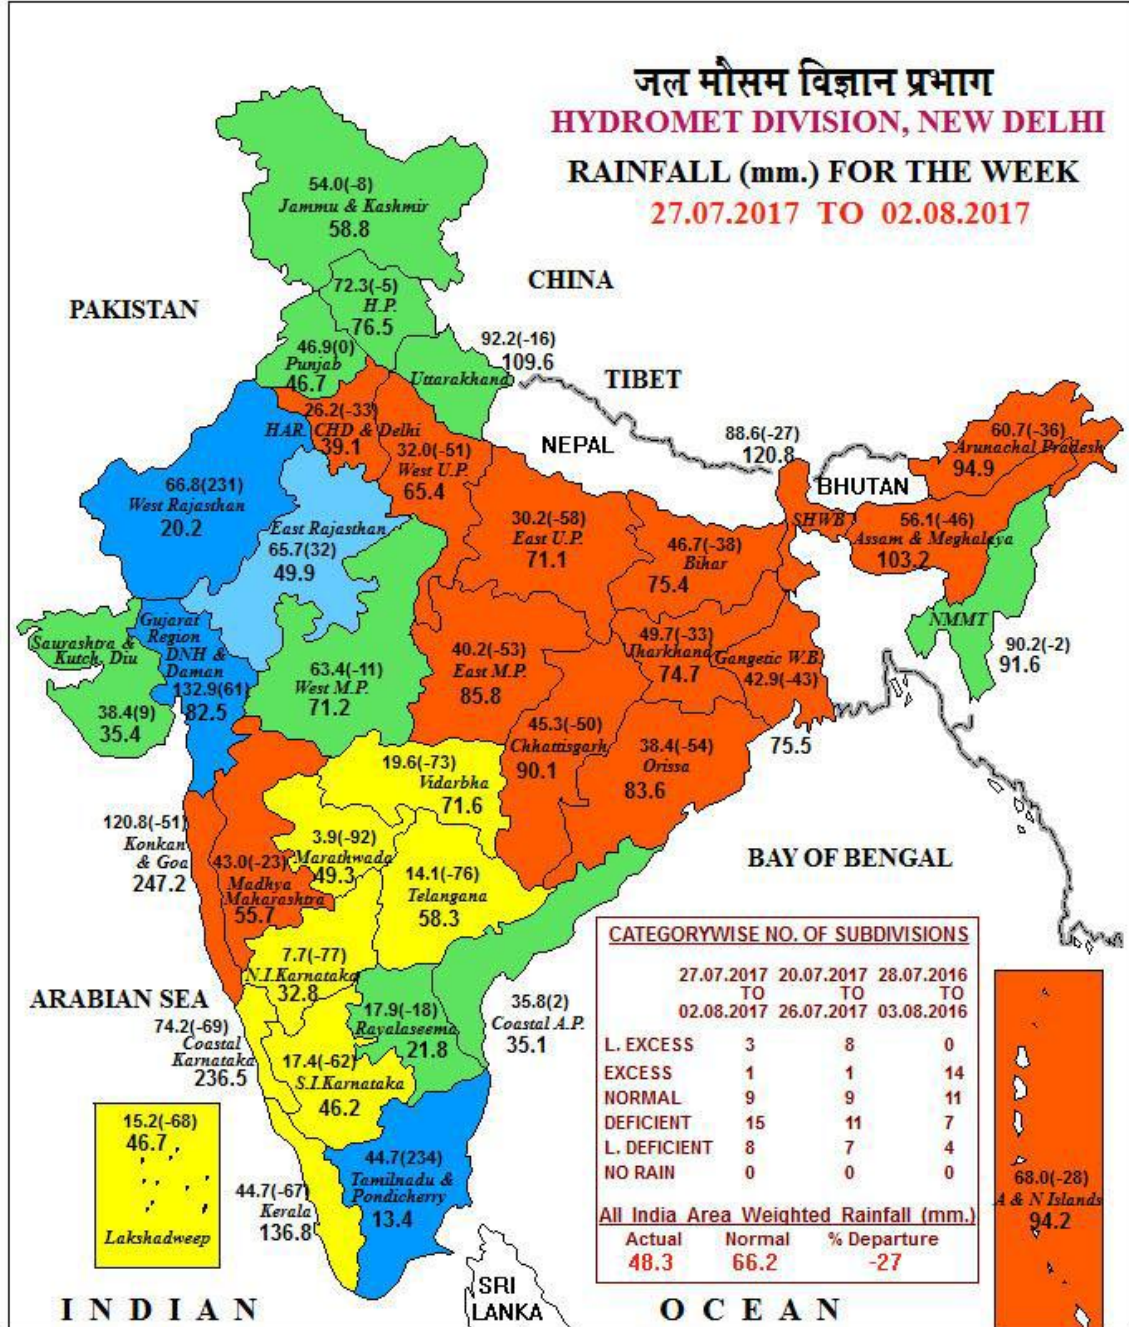 जल मौसम विज्ञान प्रभाग
HYDROMET DIVISION, NEW DELHI
RAINFALL (mm.) FOR THE WEEK
27.07.2017 TO 02.08.2017
54.0(-8)
Jammu & Kashmir
58.8
CHINA
72.3(-5)
H.P.
76.5
PAKISTAN
92.2(-16)
109.6
46.9(0)
Punjab
46.7
Uttarakhand
TIBET
26.2(-33)
HAR. CHD & Delhi
39.1
32.0(-51)
West U.P.
65.4
NEPAL
88.6(-27)
120.8
60.7(-36)
Arunachal Pradesh
94.9
BHUTAN
66.8(231)
West Rajasthan
20.2
East Rajasthan
65.7(32)
49.9
30.2(-58)
East U.P.
71.1
46.7(-38)
Bihar
75.4
SHWB
56.1(-46)
Assam & Meghalaya
103.2
NMMT
90.2(-2)
91.6
Saurashtra &
Kutch, Diu
38.4(9)
35.4
Gujarat
Region
DNH &
Daman
132.9(61)
82.5
63.4(-11)
West M.P.
71.2
40.2(-53)
East M.P.
85.8
49.7(-33)
Jharkhand
74.7
Gangetic W.B.
42.9(-43)
75.5
45.3(-50)
Chhattisgarh
90.1
38.4(-54)
Orissa
83.6
19.6(-73)
Vidarbha
71.6
120.8(-51)
Konkan
& Goa
247.2
43.0(-23)
Madhya
Maharashtra
55.7
3.9(-92)
Marathwada
49.3
14.1(-76)
Telangana
58.3
BAY OF BENGAL
7.7(-77)
N.I.Karnataka
32.8
ARABIAN SEA
74.2(-69)
Coastal
Karnataka
236.5
17.9(-18)
Rayalaseema
21.8
35.8(2)
Coastal A.P.
35.1
17.4(-62)
S.I.Karnataka
46.2
15.2(-68)
46.7
Lakshadweep
44.7(-67)
Kerala
136.8
44.7(234)
Tamilnadu &
Pondicherry
13.4
CATEGORYWISE NO. OF SUBDIVISIONS
27.07.2017 20.07.2017 28.07.2016
TO TO TO
02.08.2017 26.07.2017 03.08.2016
L. EXCESS 3 8 0
EXCESS 1 1 14
NORMAL 9 9 11
DEFICIENT 15 11 7
L. DEFICIENT 8 7 4
NO RAIN 0 0 0
All India Area Weighted Rainfall (mm.)
Actual Normal % Departure
48.3 66.2 -27
68.0(-28)
A & N Islands
94.2
SRI
LANKA
INDIAN OCEAN